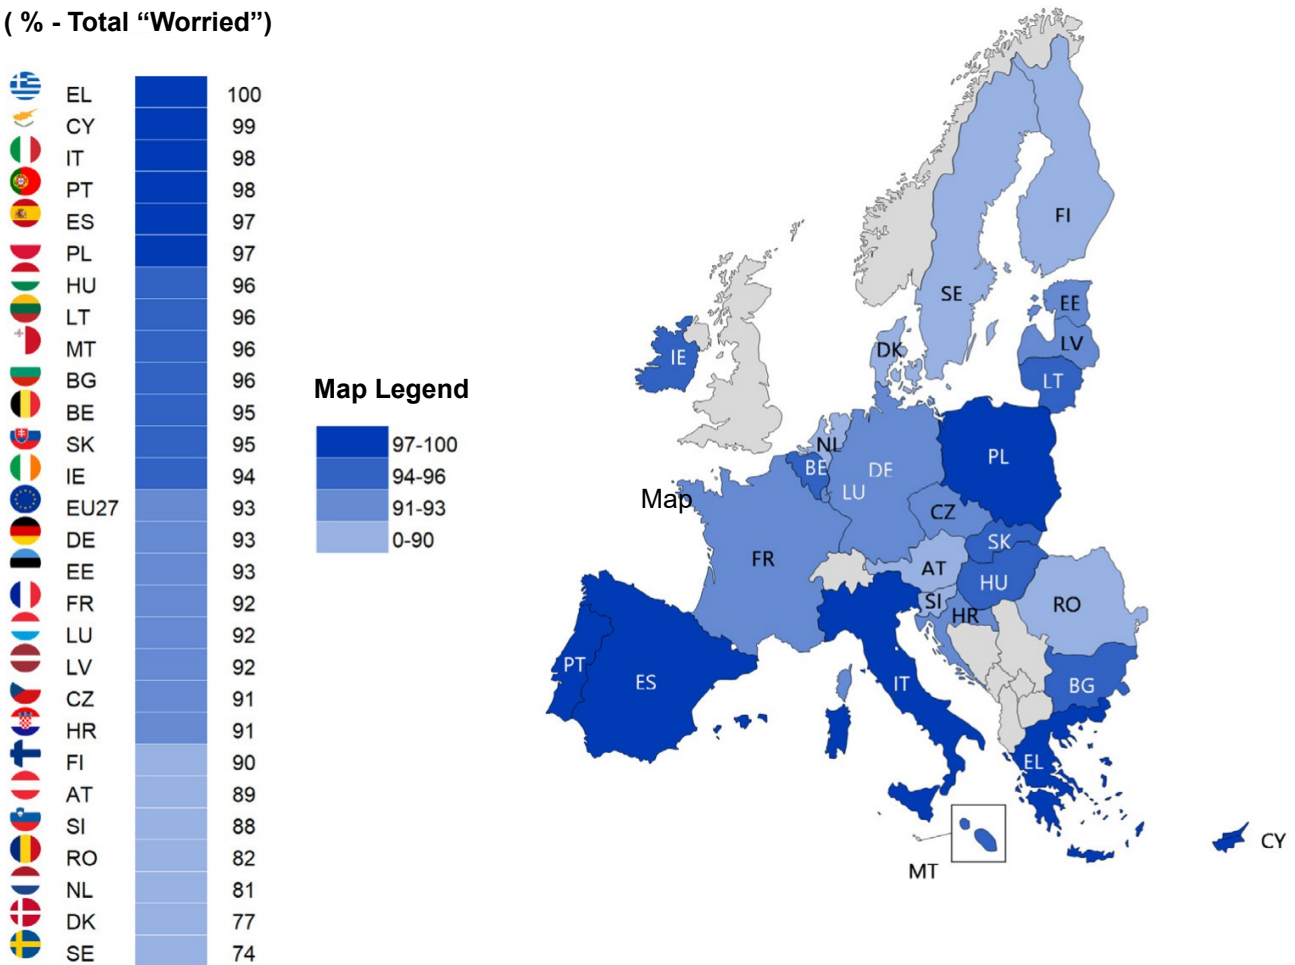 ( % - Total “Worried”)
EL 100
CY 99
IT 98
PT 98
ES 97
PL 97
HU 96
LT 96
MT 96
BG 96
BE 95
SK 95
IE 94
EU27 93
DE 93
EE 93
FR 92
LU 92
LV 92
CZ 91
HR 91
FI 90
AT 89
SI 88
RO 82
NL 81
DK 77
SE 74
Map Legend
97-100
94-96
91-93
0-90
Map
FI
SE
EE
LV
DK
IE
LT
NL
BE
DE
PL
LU
CZ
SK
FR
AT
HU
SI
HR
RO
PT
ES
IT
BG
EL
MT
CY